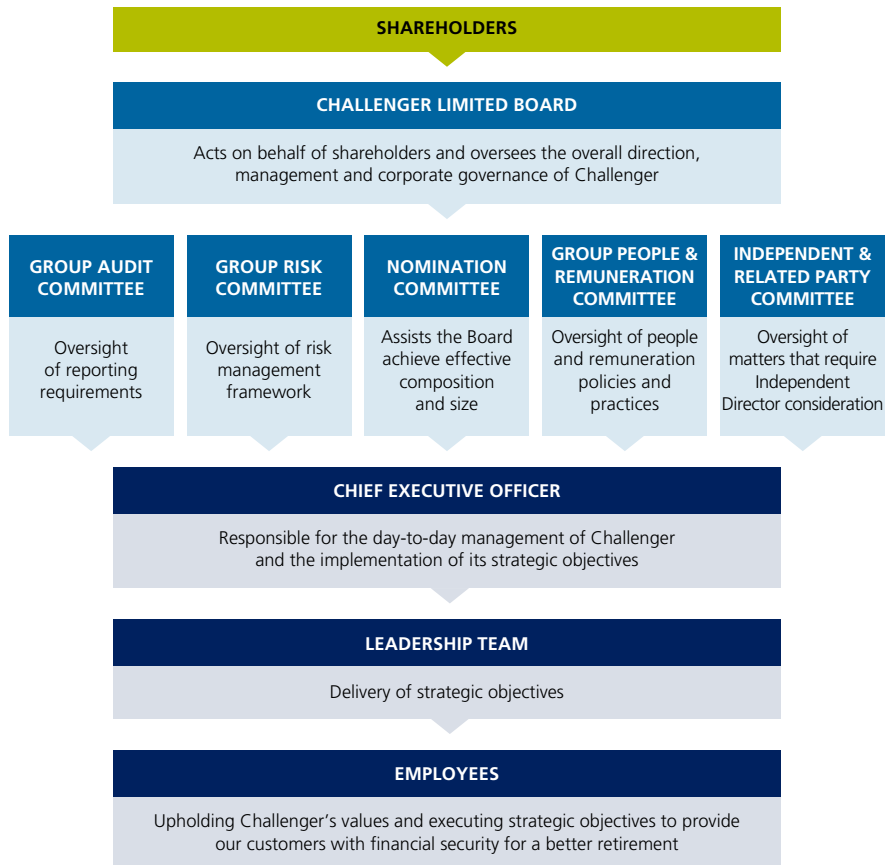 SHAREHOLDERS
CHALLENGER LIMITED BOARD
Acts on behalf of shareholders and oversees the overall direction,
management and corporate governance of Challenger
GROUP AUDIT
COMMITTEE
Oversight
of reporting
requirements
GROUP RISK
COMMITTEE
Oversight of risk
management
framework
NOMINATION
COMMITTEE
Assists the Board
achieve effective
composition
and size
GROUP PEOPLE &
REMUNERATION
COMMITTEE
Oversight of people
and remuneration
policies and
practices
INDEPENDENT &
RELATED PARTY
COMMITTEE
Oversight of
matters that require
Independent
Director consideration
CHIEF EXECUTIVE OFFICER
Responsible for the day-to-day management of Challenger
and the implementation of its strategic objectives
LEADERSHIP TEAM
Delivery of strategic objectives
EMPLOYEES
Upholding Challenger’s values and executing strategic objectives to provide
our customers with financial security for a better retirement